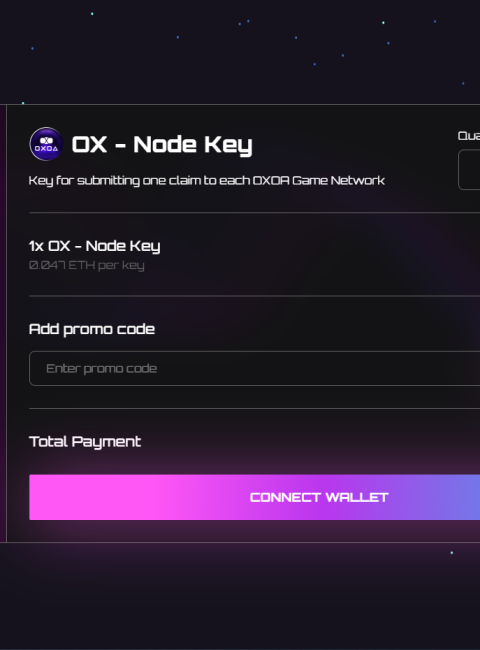 OXOA
OX - Node Key
Key for submitting one claim to each OXOA Game Network
1x OX - Node Key
0.047 ETH per key
Add promo code
Enter promo code
Total Payment
CONNECT WALLET